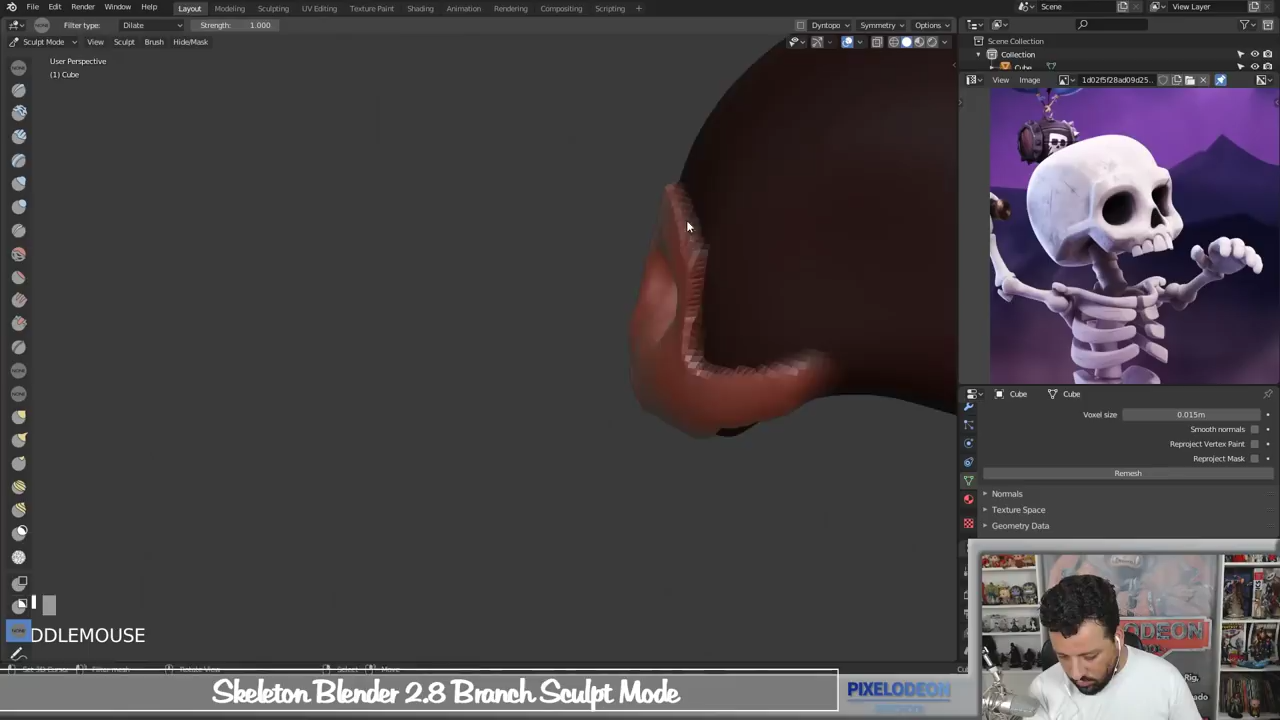 File Edit Render Window Help Layout Modeling Sculpting UV Editing Texture Paint Shading Animation Rendering Compositing Scripting + Scene View Layer
Filter type: Dilate Strength: 1.000 Dyntopo Symmetry Options
Sculpt Mode View Sculpt Brush Hide/Mask
Scene Collection
Collection
Cube
User Perspective
(1) Cube
View Image 1d02f5f28ad09d25..
Cube Cube
Voxel size 0.015m
Smooth normals
Reproject Vertex Paint
Reproject Mask
Remesh
Normals
Texture Space
Geometry Data
DDLEMOUSE
Skeleton Blender 2.8 Branch Sculpt Mode
PIXELODEON